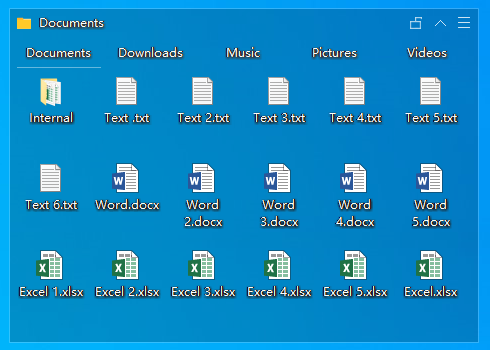 Documents
Documents Downloads Music Pictures Videos
Internal Text .txt Text 2.txt Text 3.txt Text 4.txt Text 5.txt
Text 6.txt Word.docx Word 2.docx Word 3.docx Word 4.docx Word 5.docx
Excel 1.xlsx Excel 2.xlsx Excel 3.xlsx Excel 4.xlsx Excel 5.xlsx Excel.xlsx